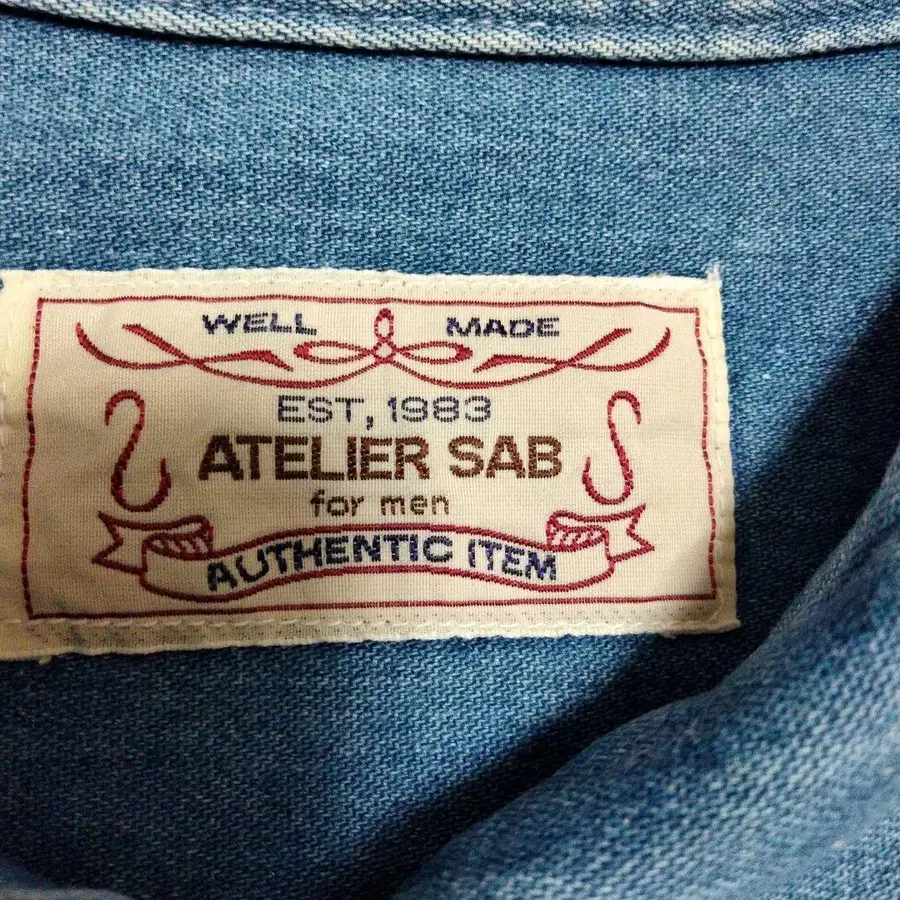 WELL MADE
EST, 1983
ATELIER SAB
for men
AUTHENTIC ITEM